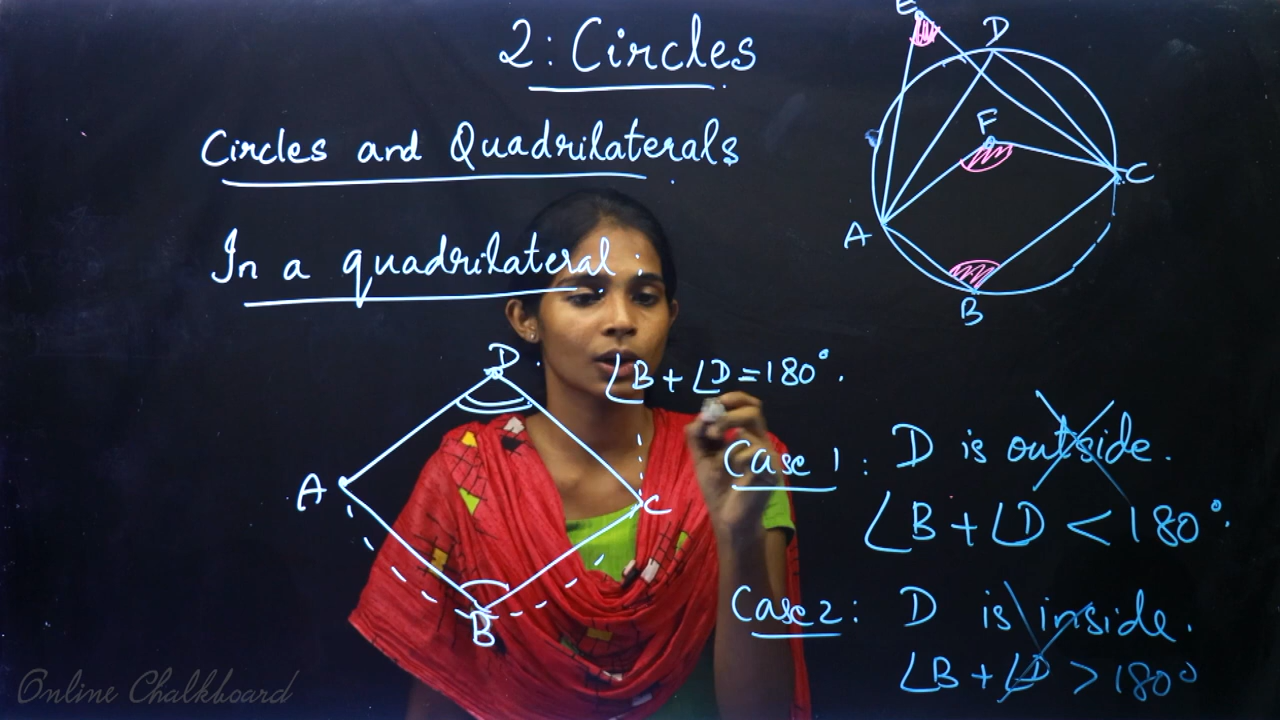 2: Circles
Circles and Quadrilaterals
In a quadrilateral:
E
D
F
C
A
B
D
A
C
B
∠B + ∠D = 180°.
Case 1: D is outside.
∠B + ∠D < 180°.
Case 2: D is inside.
∠B + ∠D > 180°
Online Chalkboard